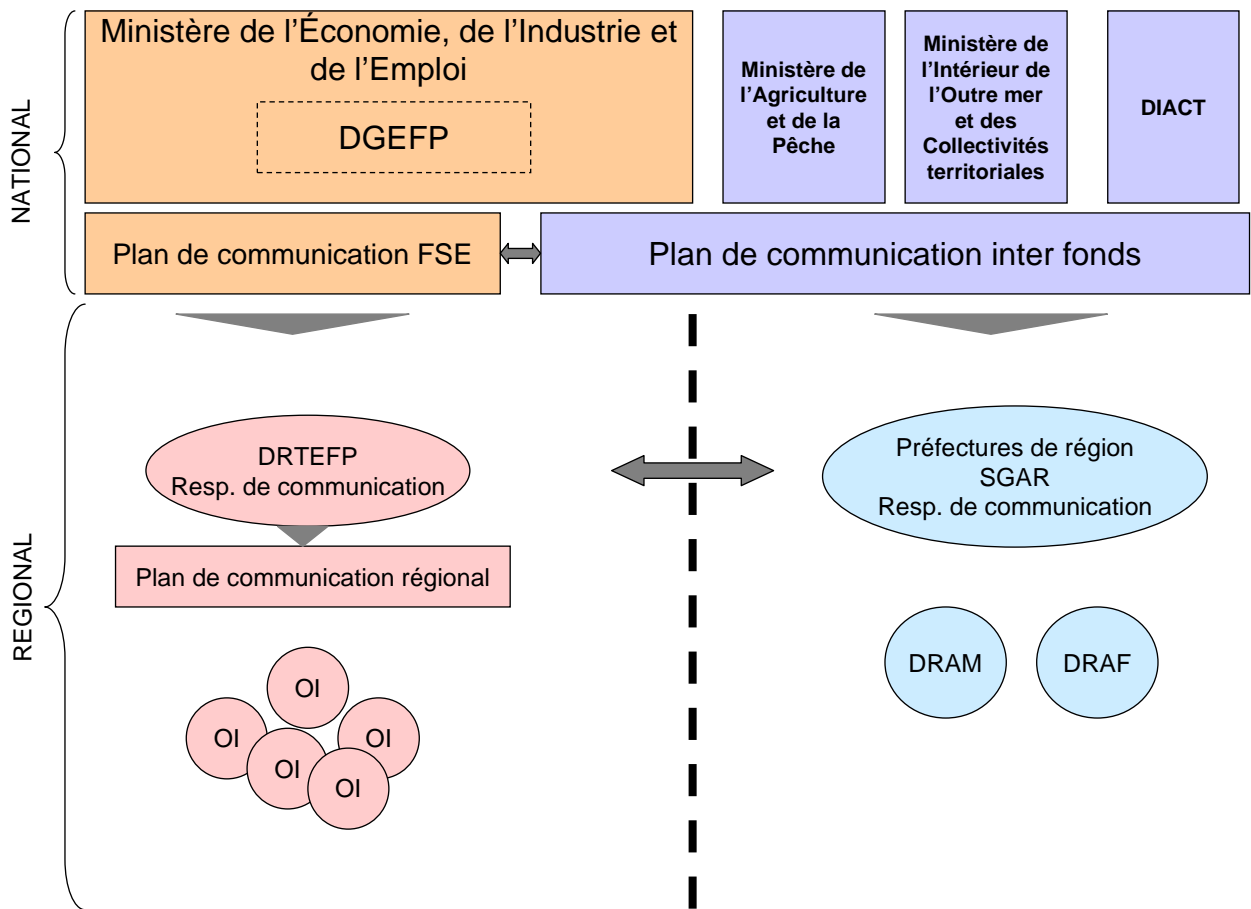 NATIONAL
Ministère de l'Économie, de l'Industrie et
de l'Emploi
DGEFP
Ministère de
l'Agriculture
et de la
Pêche
Ministère de
l'Intérieur de
l'Outre mer
et des
Collectivités
territoriales
DIACT
Plan de communication FSE
Plan de communication inter fonds
REGIONAL
DRTEFP
Resp. de communication
Plan de communication régional
OI
OI
OI
OI
OI
Préfectures de région
SGAR
Resp. de communication
DRAM
DRAF